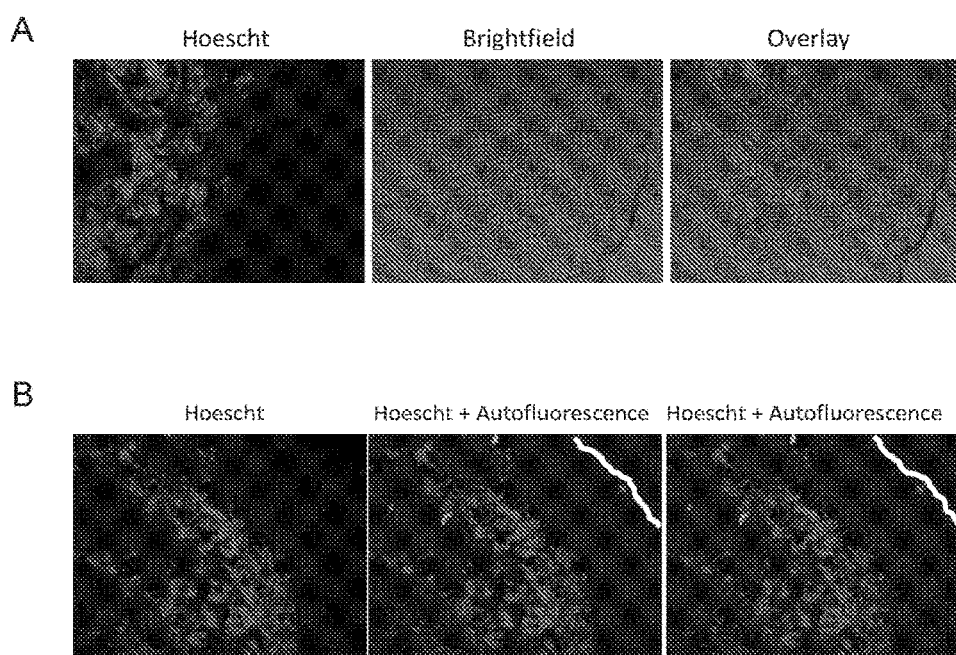 A
Hoescht
Brightfield
Overlay
B
Hoescht
Hoescht + Autofluorescence
Hoescht + Autofluorescence